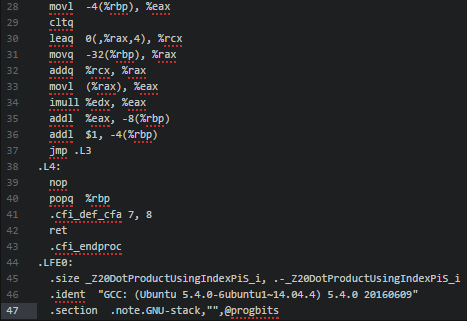 28 movl -4(%rbp), %eax
29 cltq
30 leaq 0(,%rax,4), %rcx
31 movq -32(%rbp), %rax
32 addq %rcx, %rax
33 movl (%rax), %eax
34 imull %edx, %eax
35 addl %eax, -8(%rbp)
36 addl $1, -4(%rbp)
37 jmp .L3
38 .L4:
39 nop
40 popq %rbp
41 .cfi_def_cfa 7, 8
42 ret
43 .cfi_endproc
44 .LFE0:
45 .size _Z20DotProductUsingIndexPiS_i, .-_Z20DotProductUsingIndexPiS_i
46 .ident "GCC: (Ubuntu 5.4.0-6ubuntu1~14.04.4) 5.4.0 20160609"
47 .section .note.GNU-stack,"",@progbits